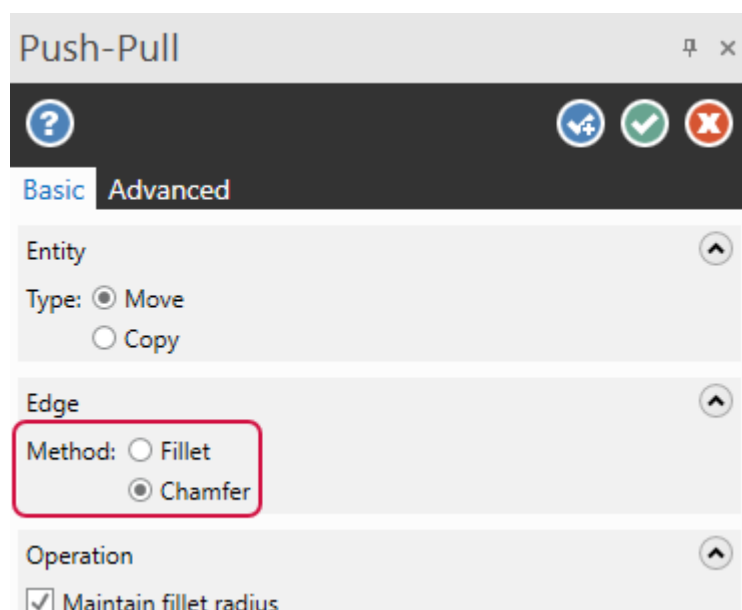 Push-Pull
Basic Advanced
Entity
Type: Move
Copy
Edge
Method: Fillet
Chamfer
Operation
Maintain fillet radius